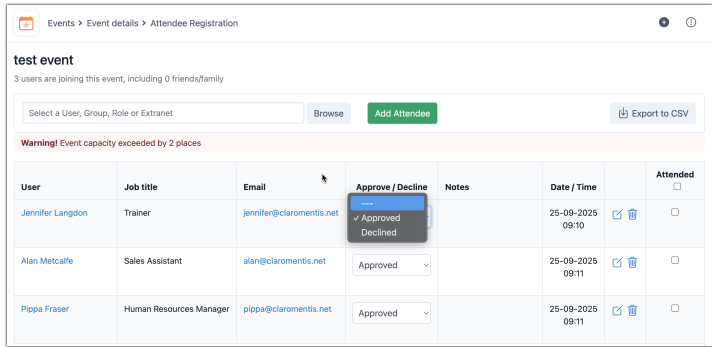 Events > Event details > Attendee Registration
test event
3 users are joining this event, including 0 friends/family
Select a User, Group, Role or Extranet
Browse
Add Attendee
Export to CSV
Warning! Event capacity exceeded by 2 places
User
Job title
Email
Approve / Decline
Notes
Date / Time
Attended
Jennifer Langdon
Trainer
jennifer@claromentis.net
---
✓ Approved
Declined
25-09-2025
09:10
Alan Metcalfe
Sales Assistant
alan@claromentis.net
Approved
25-09-2025
09:11
Pippa Fraser
Human Resources Manager
pippa@claromentis.net
Approved
25-09-2025
09:11